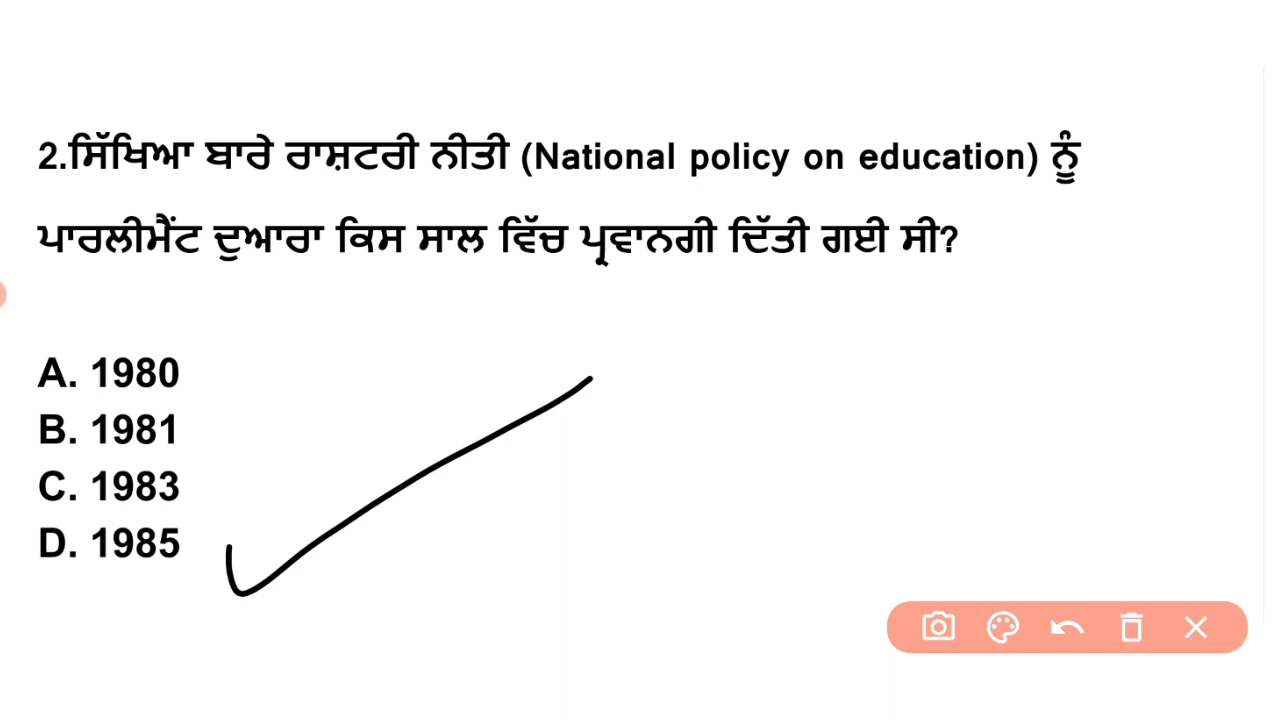 2.ਸਿੱਖਿਆ ਬਾਰੇ ਰਾਸ਼ਟਰੀ ਨੀਤੀ (National policy on education) ਨੂੰ
ਪਾਰਲੀਮੈਂਟ ਦੁਆਰਾ ਕਿਸ ਸਾਲ ਵਿੱਚ ਪ੍ਰਵਾਨਗੀ ਦਿੱਤੀ ਗਈ ਸੀ?
A. 1980
B. 1981
C. 1983
D. 1985